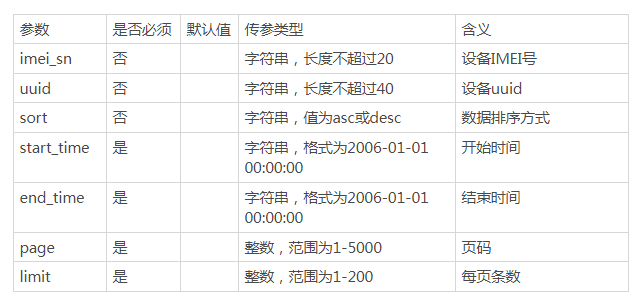 参数 是否必须 默认值 传参类型 含义
imei_sn 否 字符串，长度不超过20 设备IMEI号
uuid 否 字符串，长度不超过40 设备uuid
sort 否 字符串，值为asc或desc 数据排序方式
start_time 是 字符串，格式为2006-01-01 开始时间
00:00:00
end_time 是 字符串，格式为2006-01-01 结束时间
00:00:00
page 是 整数，范围为1-5000 页码
limit 是 整数，范围为1-200 每页条数